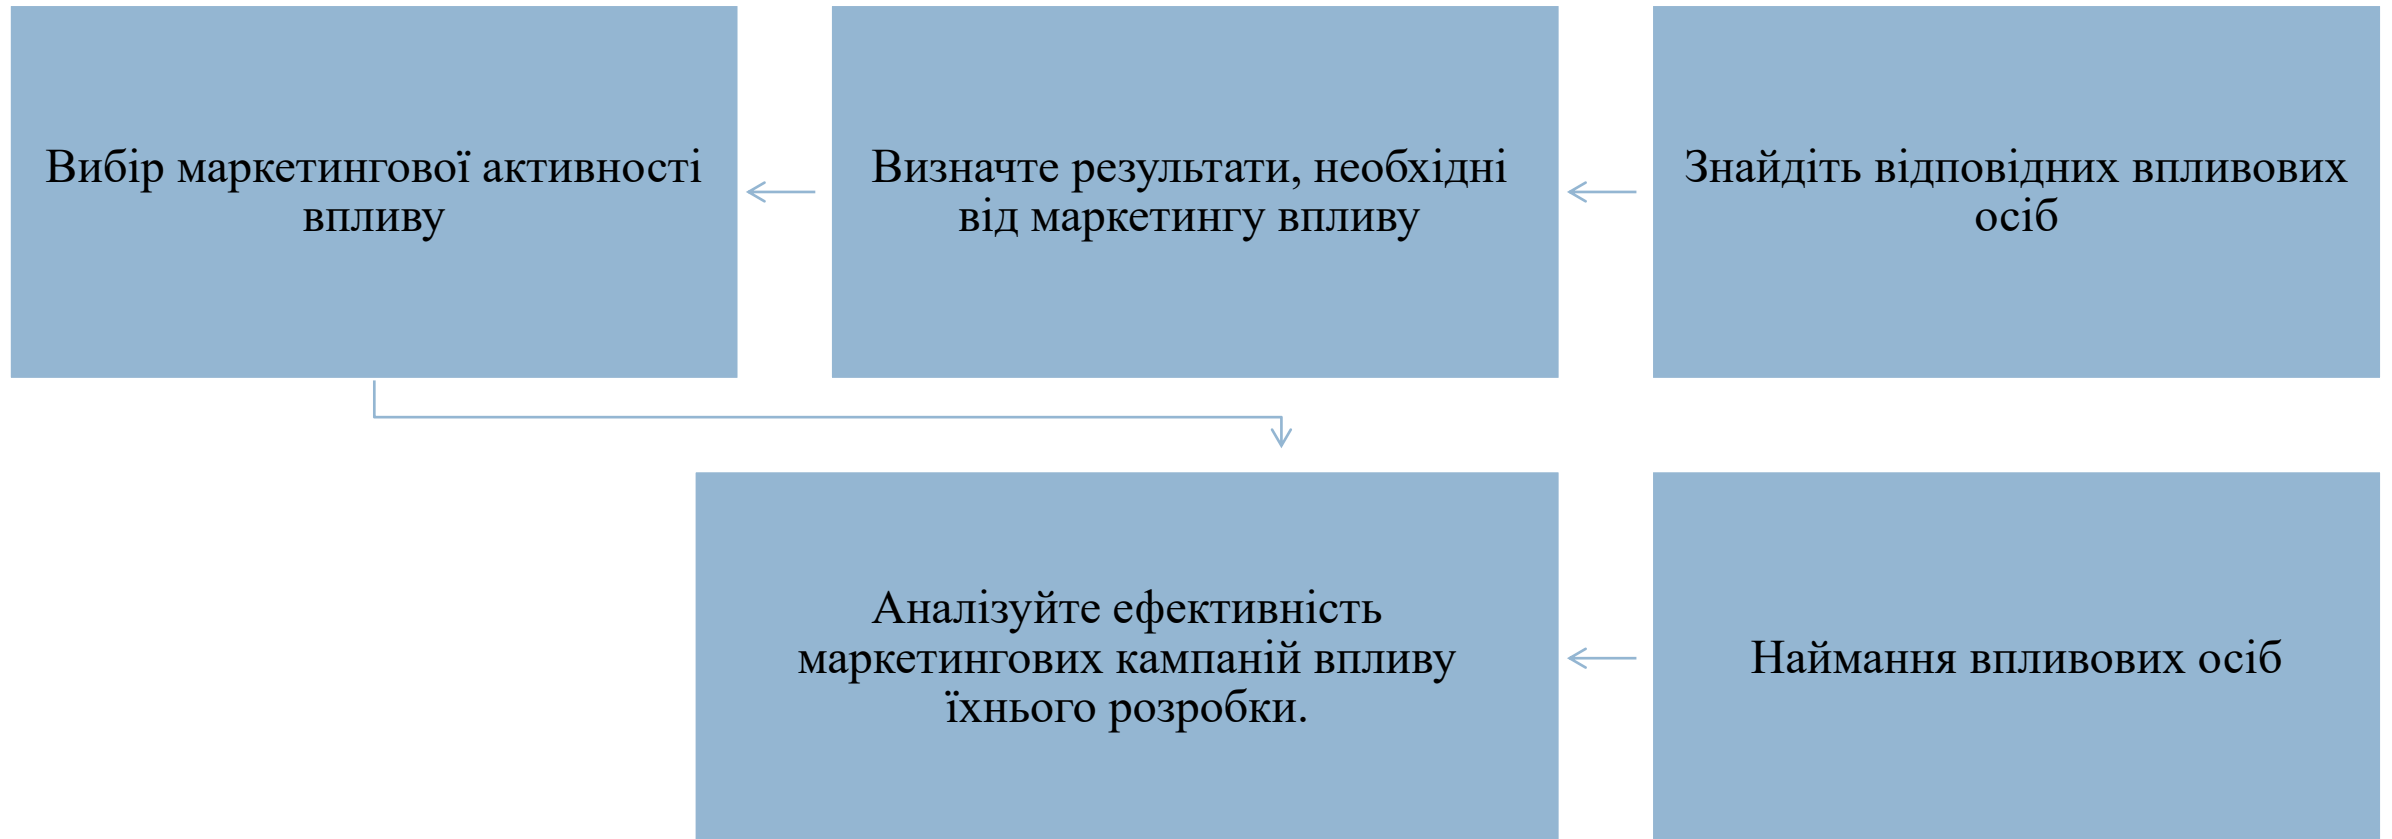 Вибір маркетингової активності
впливу
Визначте результати, необхідні
від маркетингу впливу
Знайдіть відповідних впливових
осіб
Аналізуйте ефективність
маркетингових кампаній впливу
їхнього розробки.
Наймання впливових осіб